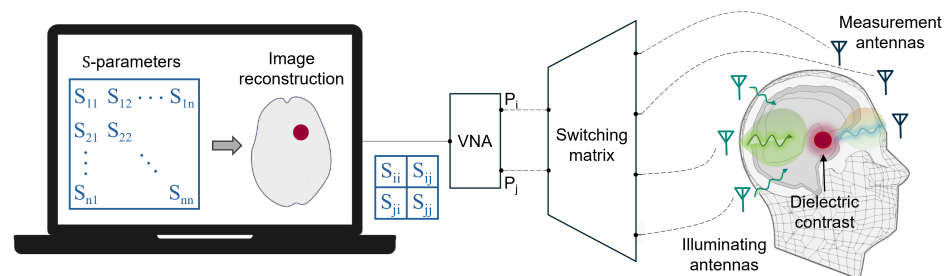 S-parameters
S11 S12 ··· S1n
S21 S22
Sn1 Snn
Image
reconstruction
Sii Sij
Sji Sjj
VNA
Pi
Pj
Switching
matrix
Measurement
antennas
Dielectric
contrast
Illuminating
antennas